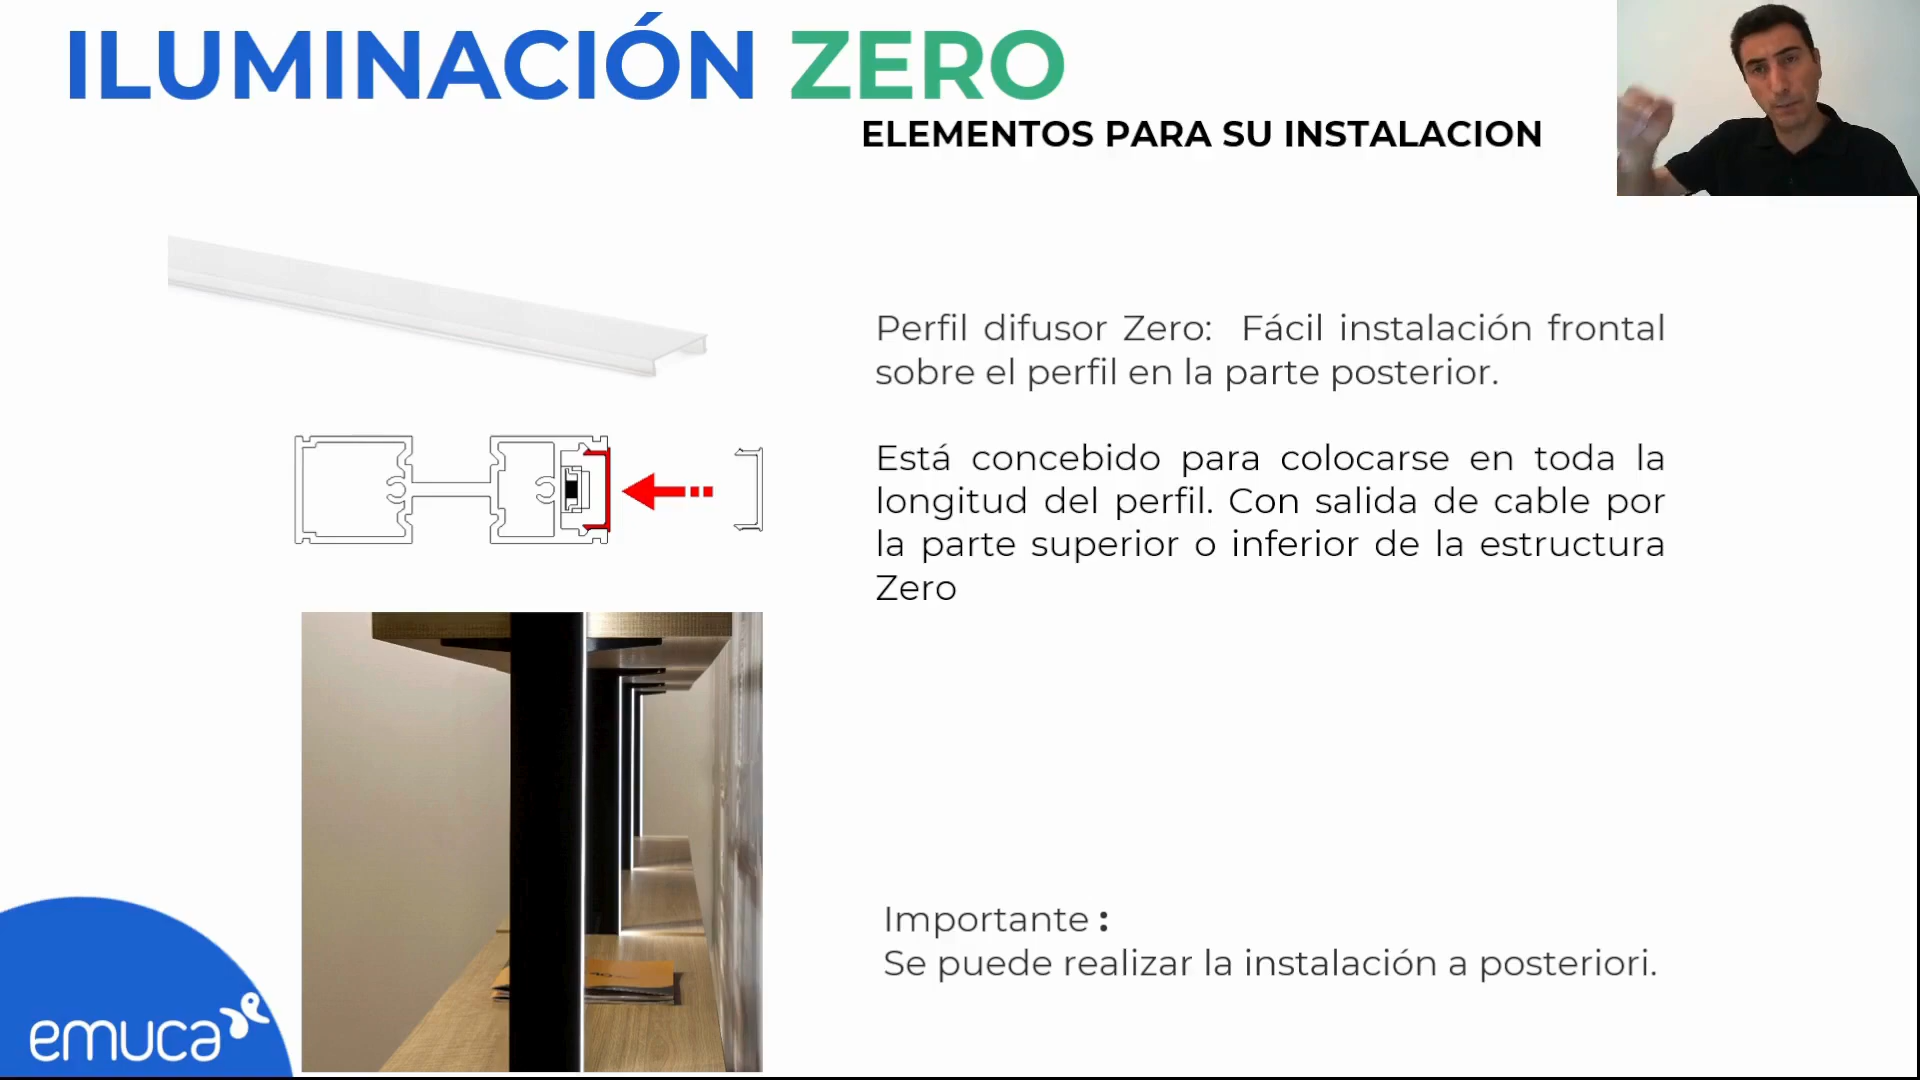 ILUMINACIÓN ZERO
ELEMENTOS PARA SU INSTALACION
Perfil difusor Zero: Fácil instalación frontal
sobre el perfil en la parte posterior.
Está concebido para colocarse en toda la
longitud del perfil. Con salida de cable por
la parte superior o inferior de la estructura
Zero
Importante :
Se puede realizar la instalación a posteriori.
emuca